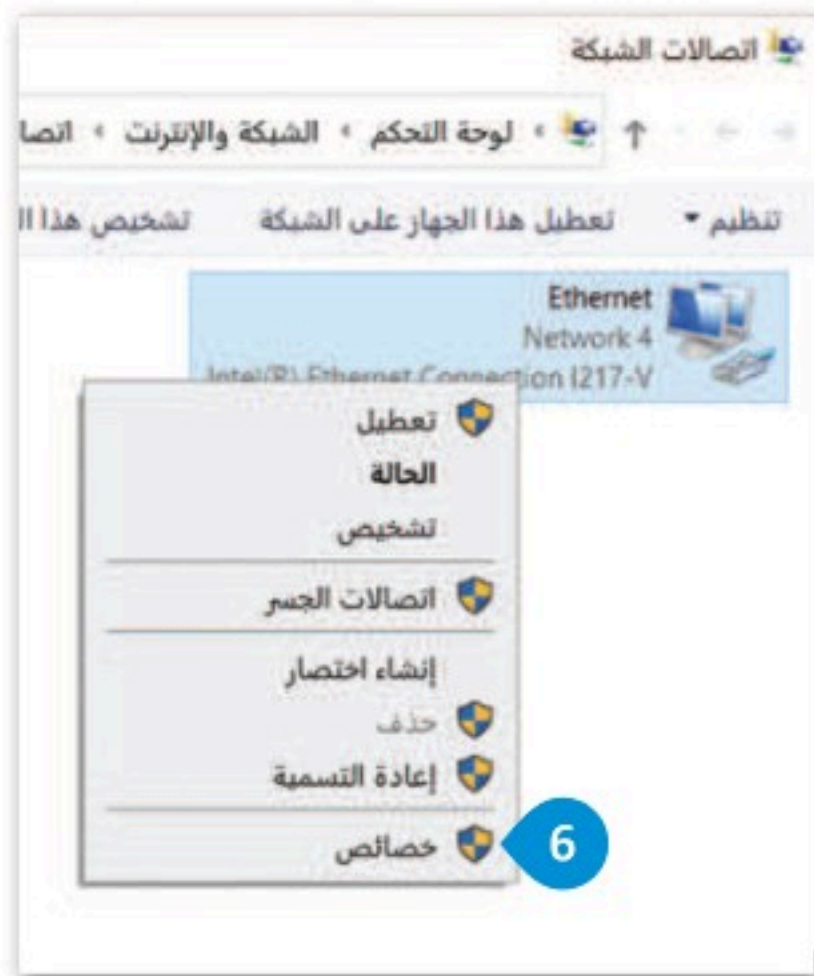 اتصالات الشبكة
لوحة التحكم › الشبكة والإنترنت › اتصا
تنظيم تعطيل هذا الجهاز على الشبكة تشخيص هذا ال
Ethernet
Network 4
Intel(R) Ethernet Connection I217-V
تعطيل
الحالة
تشخيص
اتصالات الجسر
إنشاء اختصار
حذف
إعادة التسمية
خصائص 6